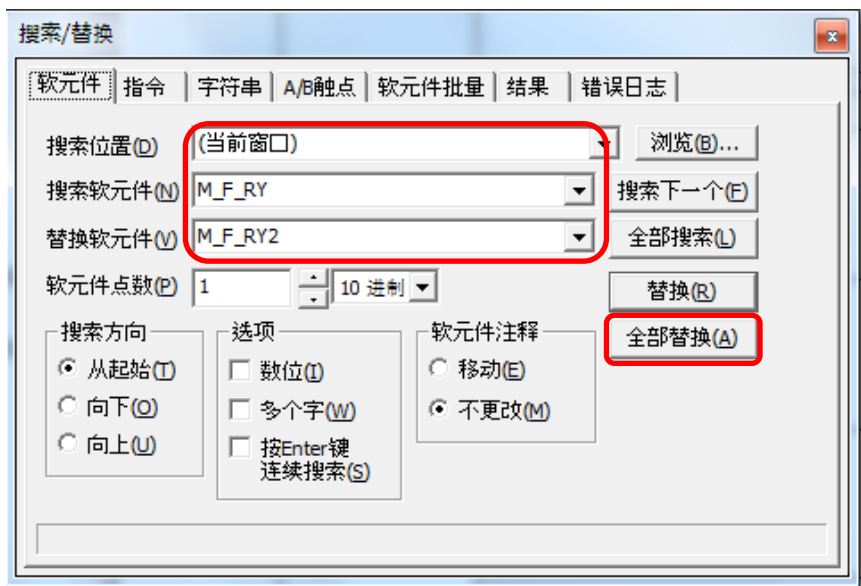 搜索/替换
软元件 指令 字符串 A/B触点 软元件批量 结果 错误日志
搜索位置(D) (当前窗口) 浏览(B)...
搜索软元件(N) M_F_RY 搜索下一个(F)
替换软元件(V) M_F_RY2 全部搜索(L)
软元件点数(P) 1 10 进制 替换(R)
搜索方向 选项 软元件注释 全部替换(A)
从起始(T) 数位(I) 移动(E)
向下(O) 多个字(W) 不更改(M)
向上(U) 按Enter键
连续搜索(S)